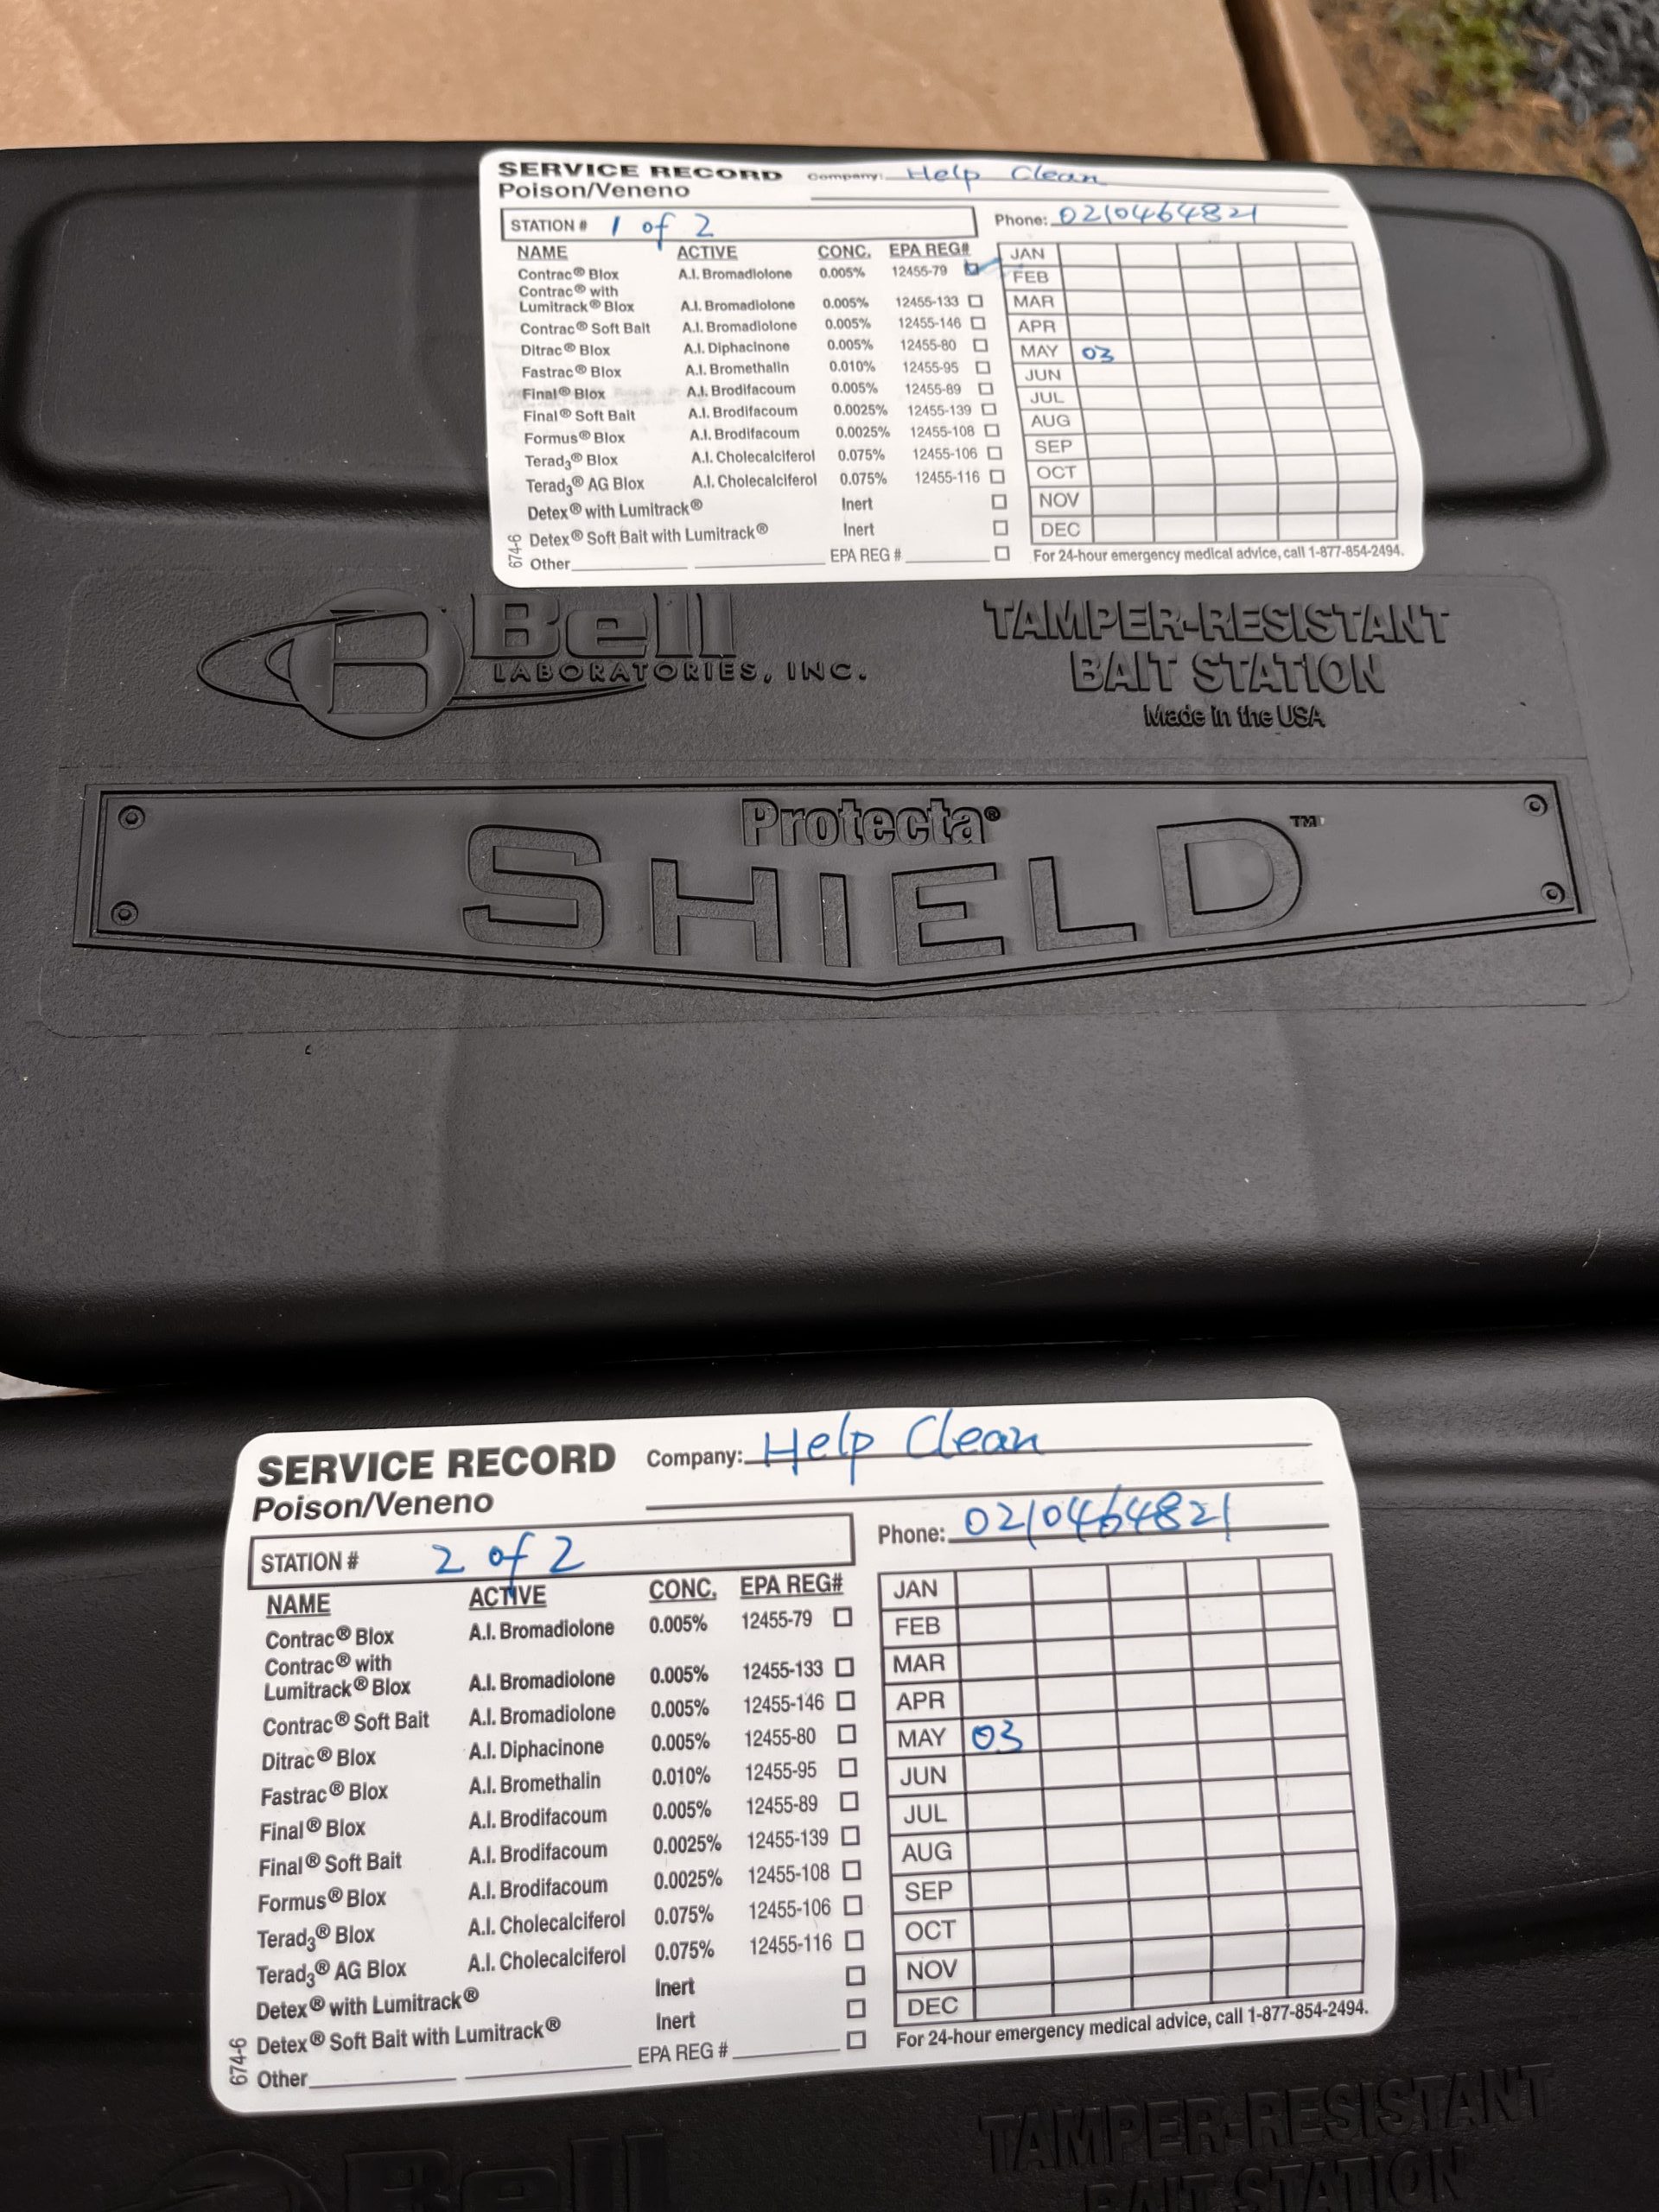 SERVICE RECORD Company: Help Clean
Poison/Veneno
STATION # 1 of 2 Phone: 0210464821
NAME ACTIVE CONC. EPA REG#
Contrac® Blox A.I. Bromadiolone 0.005% 12455-79
Contrac® with
Lumitrack® Blox A.I. Bromadiolone 0.005% 12455-133
Contrac® Soft Bait A.I. Bromadiolone 0.005% 12455-146
Ditrac® Blox A.I. Diphacinone 0.005% 12455-80
Fastrac® Blox A.I. Bromethalin 0.010% 12455-95
Final® Blox A.I. Brodifacoum 0.005% 12455-89
Final® Soft Bait A.I. Brodifacoum 0.0025% 12455-139
Formus® Blox A.I. Brodifacoum 0.0025% 12455-108
Terad3® Blox A.I. Cholecalciferol 0.075% 12455-106
Terad3® AG Blox A.I. Cholecalciferol 0.075% 12455-116
Detex® with Lumitrack® Inert
Detex® Soft Bait with Lumitrack® Inert
674-6 Other EPA REG #
JAN
FEB
MAR
APR
MAY 03
JUN
JUL
AUG
SEP
OCT
NOV
DEC
For 24-hour emergency medical advice, call 1-877-854-2494.
Bell
LABORATORIES, INC.
TAMPER-RESISTANT
BAIT STATION
Made in the USA
Protecta®
SHIELD™
SERVICE RECORD Company: Help Clean
Poison/Veneno
STATION # 2 of 2 Phone: 0210464821
NAME ACTIVE CONC. EPA REG#
Contrac® Blox A.I. Bromadiolone 0.005% 12455-79
Contrac® with
Lumitrack® Blox A.I. Bromadiolone 0.005% 12455-133
Contrac® Soft Bait A.I. Bromadiolone 0.005% 12455-146
Ditrac® Blox A.I. Diphacinone 0.005% 12455-80
Fastrac® Blox A.I. Bromethalin 0.010% 12455-95
Final® Blox A.I. Brodifacoum 0.005% 12455-89
Final® Soft Bait A.I. Brodifacoum 0.0025% 12455-139
Formus® Blox A.I. Brodifacoum 0.0025% 12455-108
Terad3® Blox A.I. Cholecalciferol 0.075% 12455-106
Terad3® AG Blox A.I. Cholecalciferol 0.075% 12455-116
Detex® with Lumitrack® Inert
Detex® Soft Bait with Lumitrack® Inert
674-6 Other EPA REG #
JAN
FEB
MAR
APR
MAY 03
JUN
JUL
AUG
SEP
OCT
NOV
DEC
For 24-hour emergency medical advice, call 1-877-854-2494.
Bell
TAMPER-RESISTANT
BAIT STATION